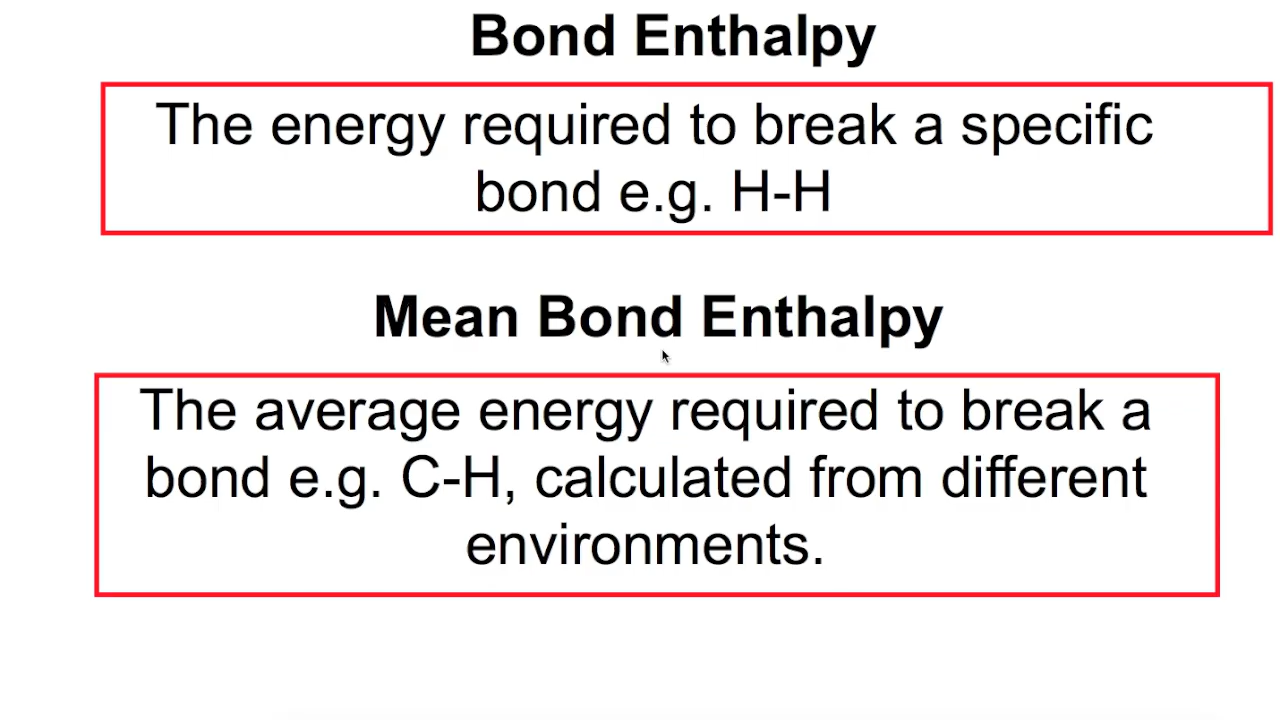 Bond Enthalpy
The energy required to break a specific
bond e.g. H-H
Mean Bond Enthalpy
The average energy required to break a
bond e.g. C-H, calculated from different
environments.